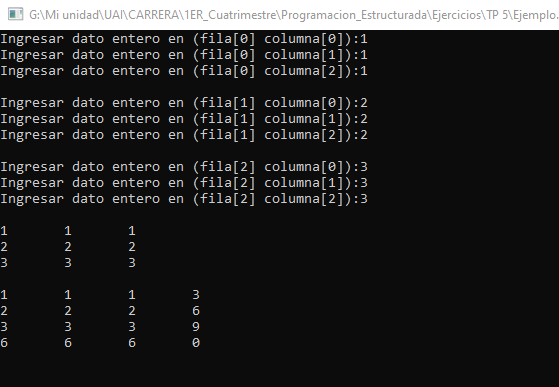 G:\Mi unidad\UAI\CARRERA\1ER_Cuatrimestre\Programacion_Estructurada\Ejercicios\TP 5\Ejemplo.
Ingresar dato entero en (fila[0] columna[0]):1
Ingresar dato entero en (fila[0] columna[1]):1
Ingresar dato entero en (fila[0] columna[2]):1
Ingresar dato entero en (fila[1] columna[0]):2
Ingresar dato entero en (fila[1] columna[1]):2
Ingresar dato entero en (fila[1] columna[2]):2
Ingresar dato entero en (fila[2] columna[0]):3
Ingresar dato entero en (fila[2] columna[1]):3
Ingresar dato entero en (fila[2] columna[2]):3
1 1 1
2 2 2
3 3 3
1 1 1 3
2 2 2 6
3 3 3 9
6 6 6 0